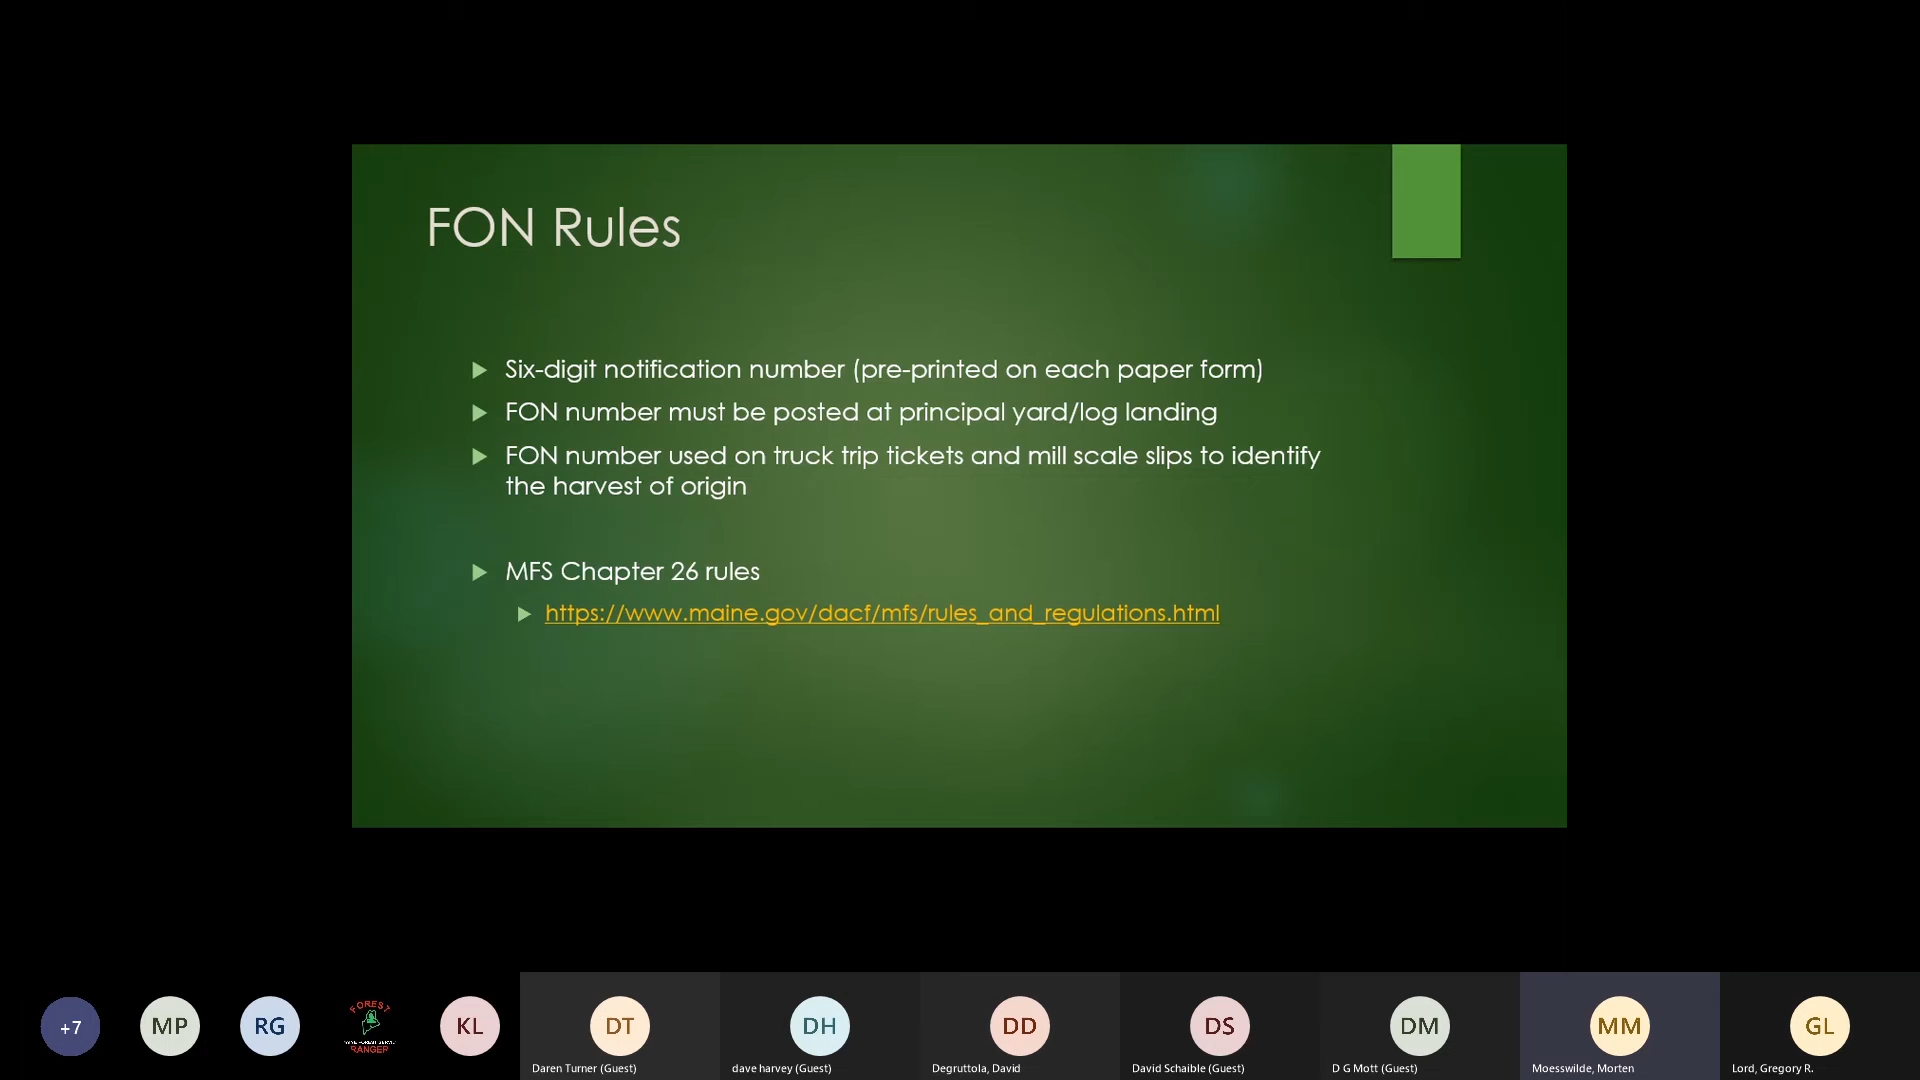 FON Rules
Six-digit notification number (pre-printed on each paper form)
FON number must be posted at principal yard/log landing
FON number used on truck trip tickets and mill scale slips to identify
the harvest of origin
MFS Chapter 26 rules
https://www.maine.gov/dacf/mfs/rules_and_regulations.html
+7
MP
RG
FOREST
RANGER
KL
DT
DH
DD
DS
DM
MM
GL
Daren Turner (Guest)
dave harvey (Guest)
Degruttola, David
David Schaible (Guest)
D G Mott (Guest)
Moesswilde, Morten
Lord, Gregory R.